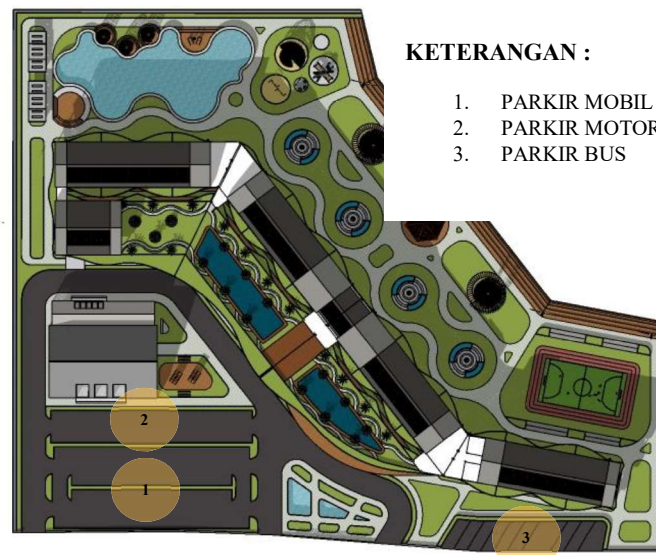 KETERANGAN :
1. PARKIR MOBIL
2. PARKIR MOTOR
3. PARKIR BUS
2
1
3